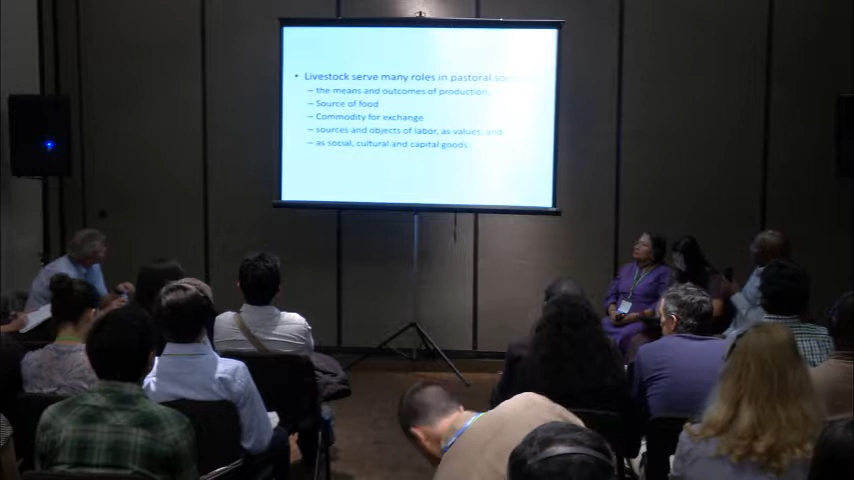 • Livestock serve many roles in pastoral
– the means and outcomes of production,
– Source of food
– Commodity for exchange
– sources and objects of labor, as values, and
– as social, cultural and capital goods.